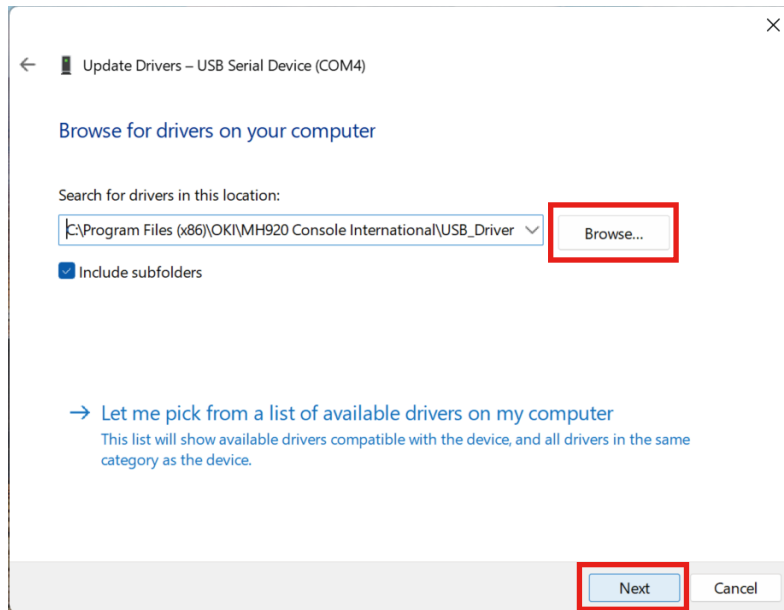 Update Drivers – USB Serial Device (COM4)
Browse for drivers on your computer
Search for drivers in this location:
C:\Program Files (x86)\OKI\MH920 Console International\USB_Driver
Browse...
Include subfolders
Let me pick from a list of available drivers on my computer
This list will show available drivers compatible with the device, and all drivers in the same
category as the device.
Next
Cancel